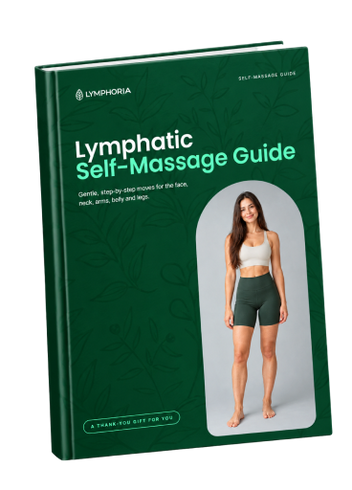 LYMPHORIA
SELF-MASSAGE GUIDE
Lymphatic
Self-Massage Guide
Gentle, step-by-step moves for the face,
neck, arms, belly and legs.
A THANK-YOU GIFT FOR YOU